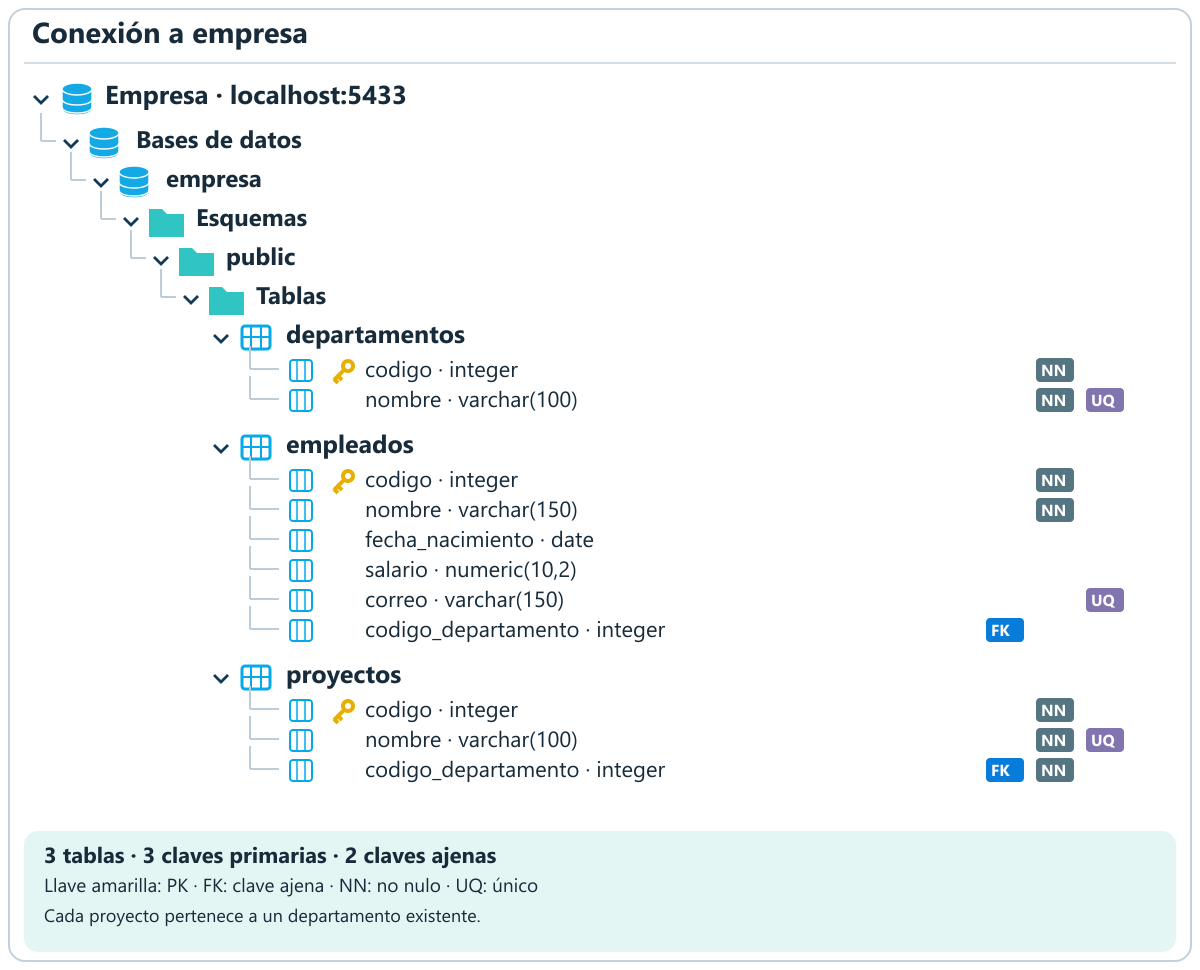 Conexión a empresa
Empresa · localhost:5433
Bases de datos
empresa
Esquemas
public
Tablas
departamentos
codigo · integer NN
nombre · varchar(100) NN UQ
empleados
codigo · integer NN
nombre · varchar(150) NN
fecha_nacimiento · date
salario · numeric(10,2)
correo · varchar(150) UQ
codigo_departamento · integer FK
proyectos
codigo · integer NN
nombre · varchar(100) NN UQ
codigo_departamento · integer FK NN
3 tablas · 3 claves primarias · 2 claves ajenas
Llave amarilla: PK · FK: clave ajena · NN: no nulo · UQ: único
Cada proyecto pertenece a un departamento existente.